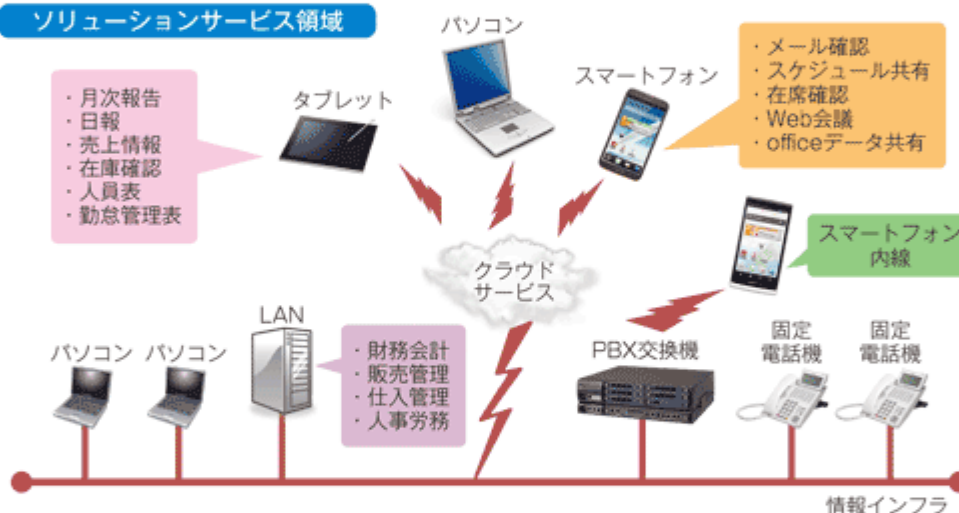 ソリューションサービス領域
パソコン
スマートフォン
タブレット
・月次報告
・日報
・売上情報
・在庫確認
・人員表
・勤怠管理表
・メール確認
・スケジュール共有
・在席確認
・Web会議
・officeデータ共有
スマートフォン
内線
クラウド
サービス
LAN
パソコン
パソコン
・財務会計
・販売管理
・仕入管理
・人事労務
PBX交換機
固定
電話機
固定
電話機
情報インフラ